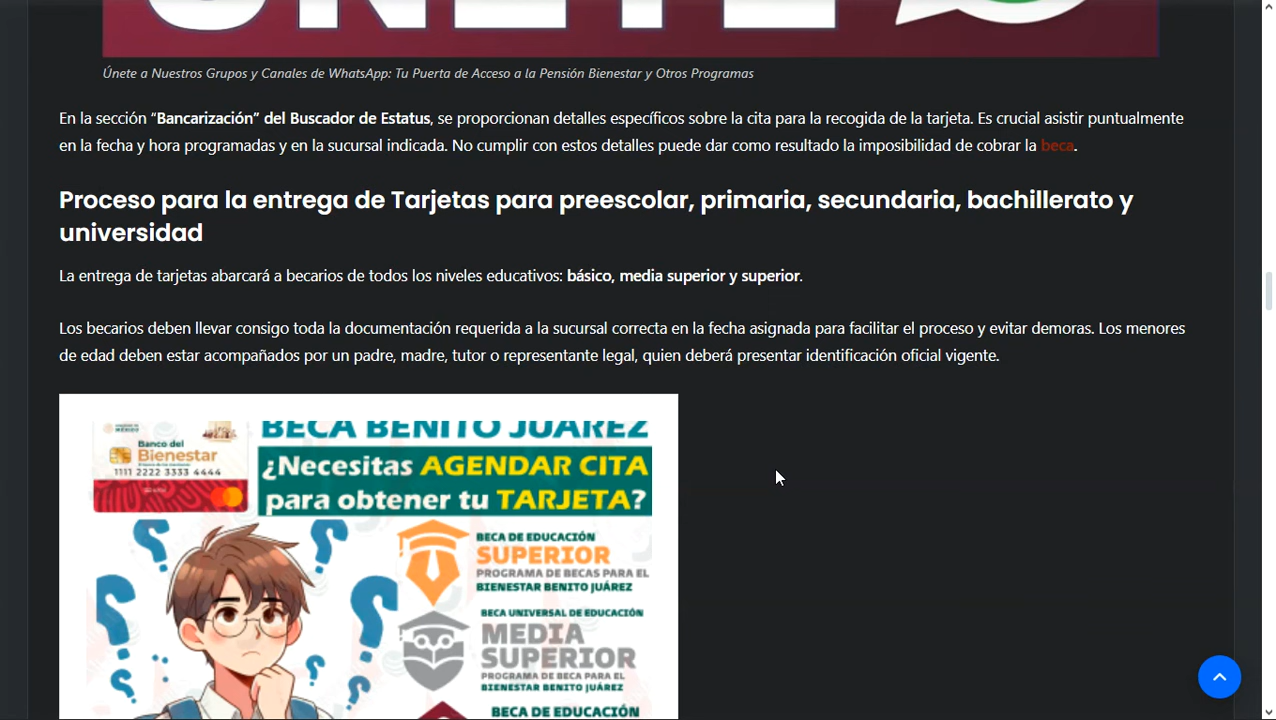 Únete a Nuestros Grupos y Canales de WhatsApp: Tu Puerta de Acceso a la Pensión Bienestar y Otros Programas
En la sección “Bancarización” del Buscador de Estatus, se proporcionan detalles específicos sobre la cita para la recogida de la tarjeta. Es crucial asistir puntualmente
en la fecha y hora programadas y en la sucursal indicada. No cumplir con estos detalles puede dar como resultado la imposibilidad de cobrar la beca.
Proceso para la entrega de Tarjetas para preescolar, primaria, secundaria, bachillerato y
universidad
La entrega de tarjetas abarcará a becarios de todos los niveles educativos: básico, media superior y superior.
Los becarios deben llevar consigo toda la documentación requerida a la sucursal correcta en la fecha asignada para facilitar el proceso y evitar demoras. Los menores
de edad deben estar acompañados por un padre, madre, tutor o representante legal, quien deberá presentar identificación oficial vigente.
BECA BENITO JUÁREZ
¿Necesitas AGENDAR CITA
para obtener tu TARJETA?
Banco del
Bienestar
1111 2222 3333 4444
BECA DE EDUCACIÓN
SUPERIOR
PROGRAMA DE BECAS PARA EL
BIENESTAR BENITO JUÁREZ
BECA UNIVERSAL DE EDUCACIÓN
MEDIA
SUPERIOR
PROGRAMA DE BECA PARA EL
BIENESTAR BENITO JUÁREZ
BECA DE EDUCACIÓN